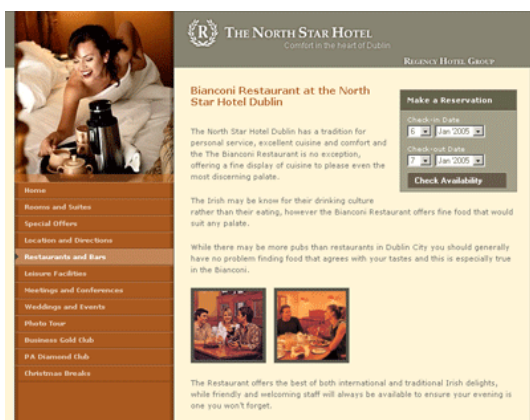 R
THE NORTH STAR HOTEL
Comfort in the heart of Dublin
REGENCY HOTEL GROUP
Home
Rooms and Suites
Special Offers
Location and Directions
Restaurants and Bars
Leisure Facilities
Meetings and Conferences
Weddings and Events
Photo Tour
Business Gold Club
PA Diamond Club
Christmas Breaks
Bianconi Restaurant at the North
Star Hotel Dublin
The North Star Hotel Dublin has a tradition for
personal service, excellent cuisine and comfort and
the The Bianconi Restaurant is no exception,
offering a fine display of cuisine to please even the
most discerning palate.
Make a Reservation
Check-in Date
6 Jan '2005
Check-out Date
7 Jan '2005
Check Availability
The Irish may be know for their drinking culture
rather than their eating, however the Bianconi Restaurant offers fine food that would
suit any palate.
While there may be more pubs than restaurants in Dublin City you should generally
have no problem finding food that agrees with your tastes and this is especially true
in the Bianconi.
The Restaurant offers the best of both international and traditional Irish delights,
while friendly and welcoming staff will always be available to ensure your evening is
one you won't forget.